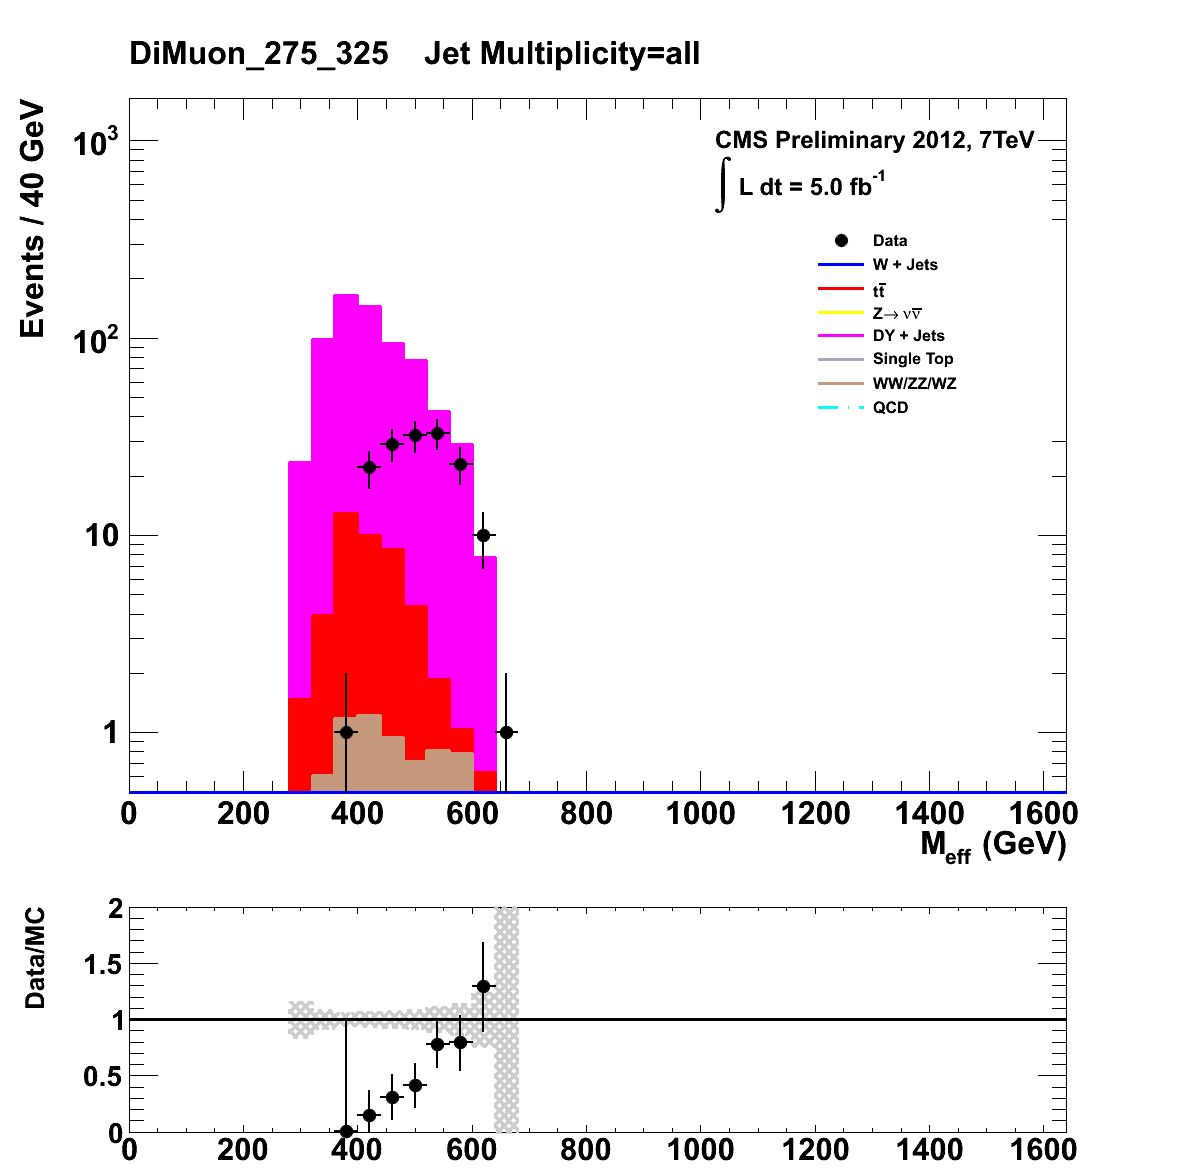 DiMuon_275_325 Jet Multiplicity=all
Events / 40 GeV
10³
10²
10
1
CMS Preliminary 2012, 7TeV
∫ L dt = 5.0 fb⁻¹
Data
W + Jets
tt̅
Z→ νν̅
DY + Jets
Single Top
WW/ZZ/WZ
QCD
0 200 400 600 800 1000 1200 1400 1600
M_eff (GeV)
Data/MC
2
1.5
1
0.5
0
0 200 400 600 800 1000 1200 1400 1600